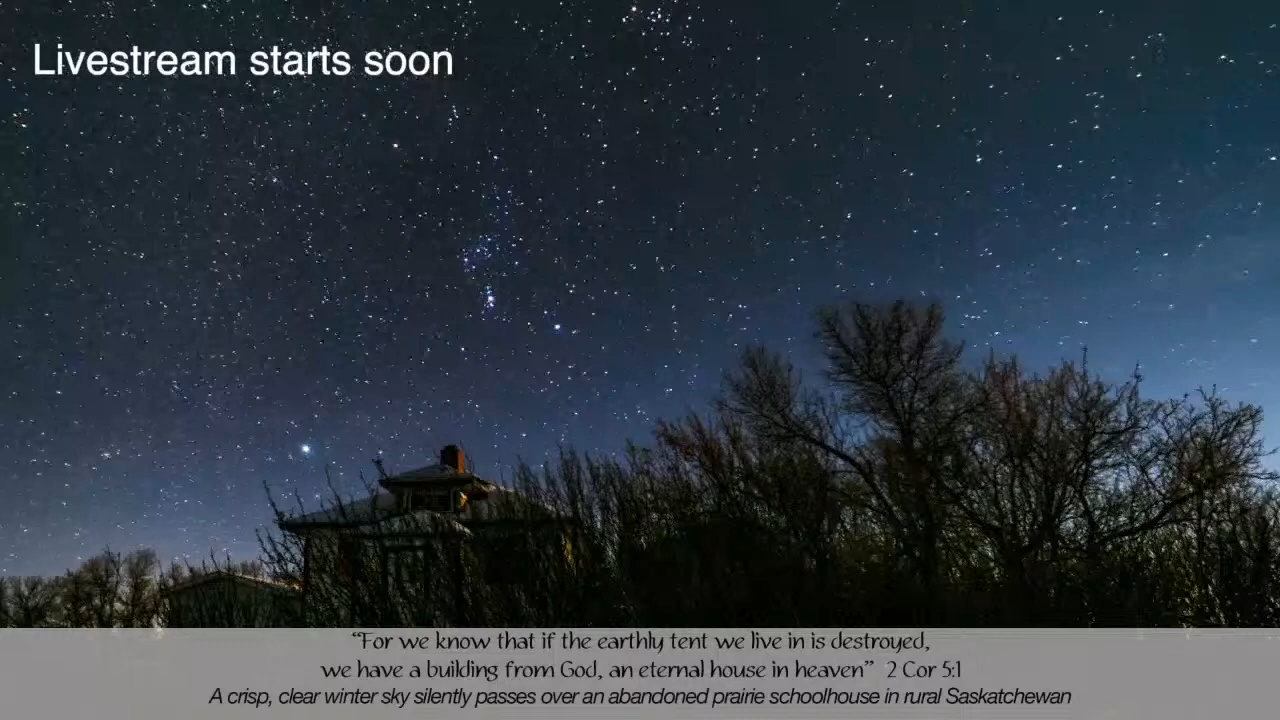 Livestream starts soon
“For we know that if the earthly tent we live in is destroyed,
we have a building from God, an eternal house in heaven” 2 Cor 5:1
A crisp, clear winter sky silently passes over an abandoned prairie schoolhouse in rural Saskatchewan